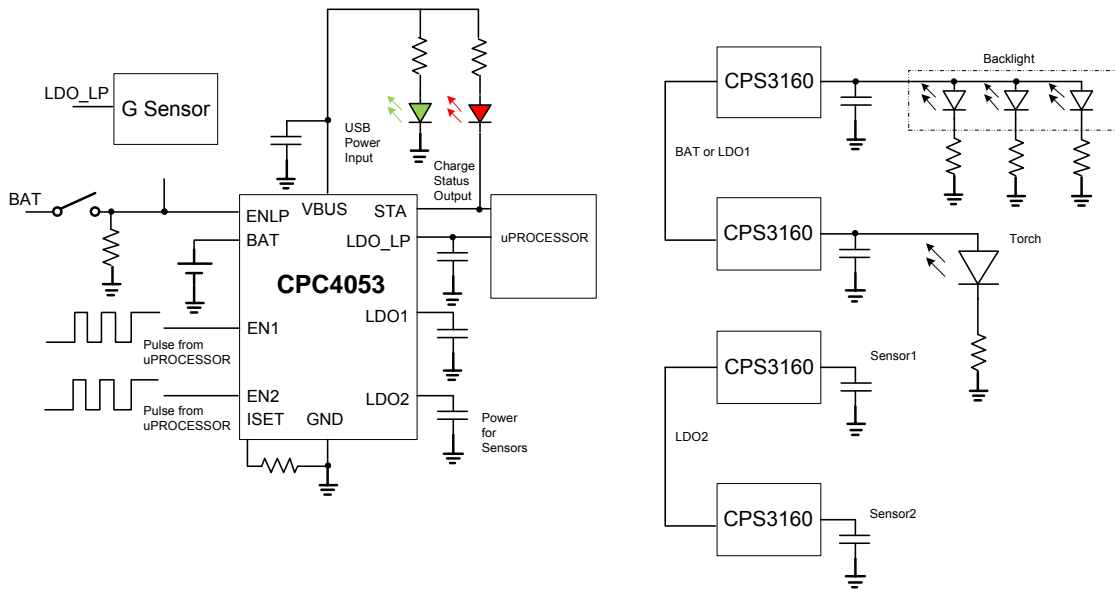 LDO_LP
G Sensor
USB
Power
Input
Charge
Status
Output
BAT
ENLP
VBUS
STA
BAT
LDO_LP
uPROCESSOR
CPC4053
LDO1
EN1
Pulse from
uPROCESSOR
EN2
LDO2
Pulse from
uPROCESSOR
ISET
GND
Power
for
Sensors
Backlight
CPS3160
BAT or LDO1
CPS3160
Torch
CPS3160
Sensor1
LDO2
CPS3160
Sensor2